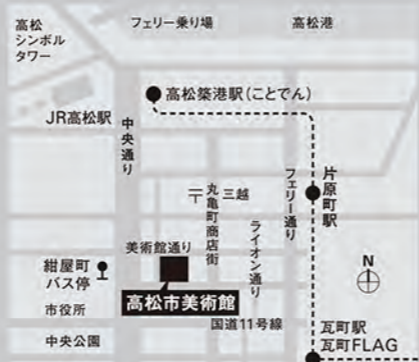 高松
シンボル
タワー
フェリー乗り場
高松港
高松築港駅(ことでん)
JR高松駅
中央通り
片原町駅
フェリー通り
〒
三越
丸亀町商店街
ライオン通り
美術館通り
紺屋町
バス停
高松市美術館
N
市役所
国道11号線
中央公園
瓦町駅
瓦町FLAG